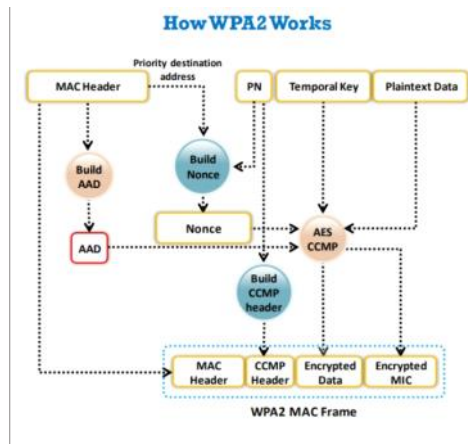 How WPA2 Works
Priority destination
address
MAC Header
PN
Temporal Key
Plaintext Data
Build
AAD
Build
Nonce
AAD
Nonce
AES
CCMP
Build
CCMP
header
MAC
Header
CCMP
Header
Encrypted
Data
Encrypted
MIC
WPA2 MAC Frame